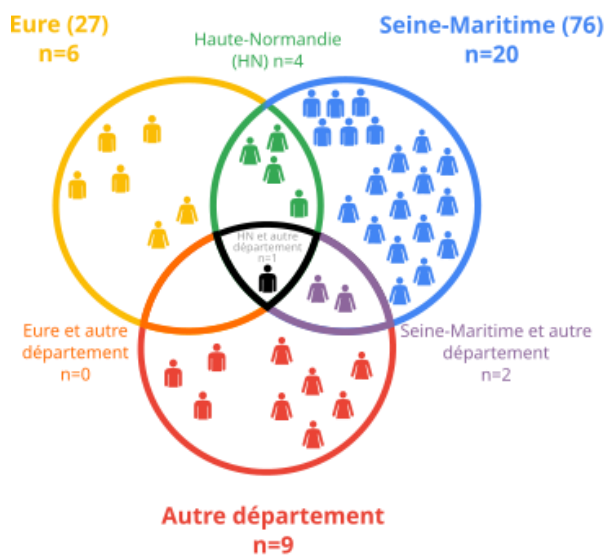 Eure (27)
n=6
Haute-Normandie
(HN) n=4
Seine-Maritime (76)
n=20
HN et autre
département
n=1
Eure et autre
département
n=0
Seine-Maritime et autre
département
n=2
Autre département
n=9